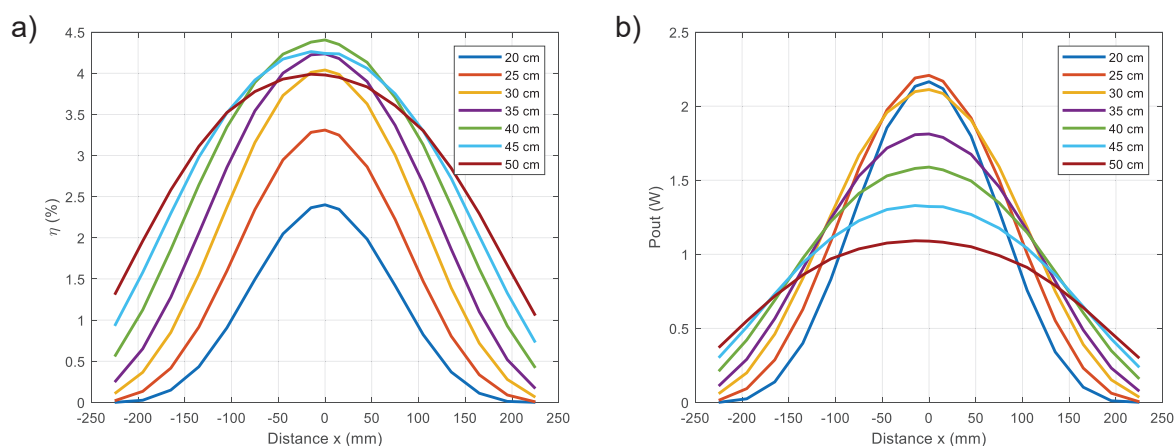 a)
4.5
4
3.5
3
2.5
2
1.5
1
0.5
0
η (%)
-250 -200 -150 -100 -50 0 50 100 150 200 250
Distance x (mm)
20 cm
25 cm
30 cm
35 cm
40 cm
45 cm
50 cm
b)
2.5
2
1.5
1
0.5
0
Pout (W)
-250 -200 -150 -100 -50 0 50 100 150 200 250
Distance x (mm)
20 cm
25 cm
30 cm
35 cm
40 cm
45 cm
50 cm